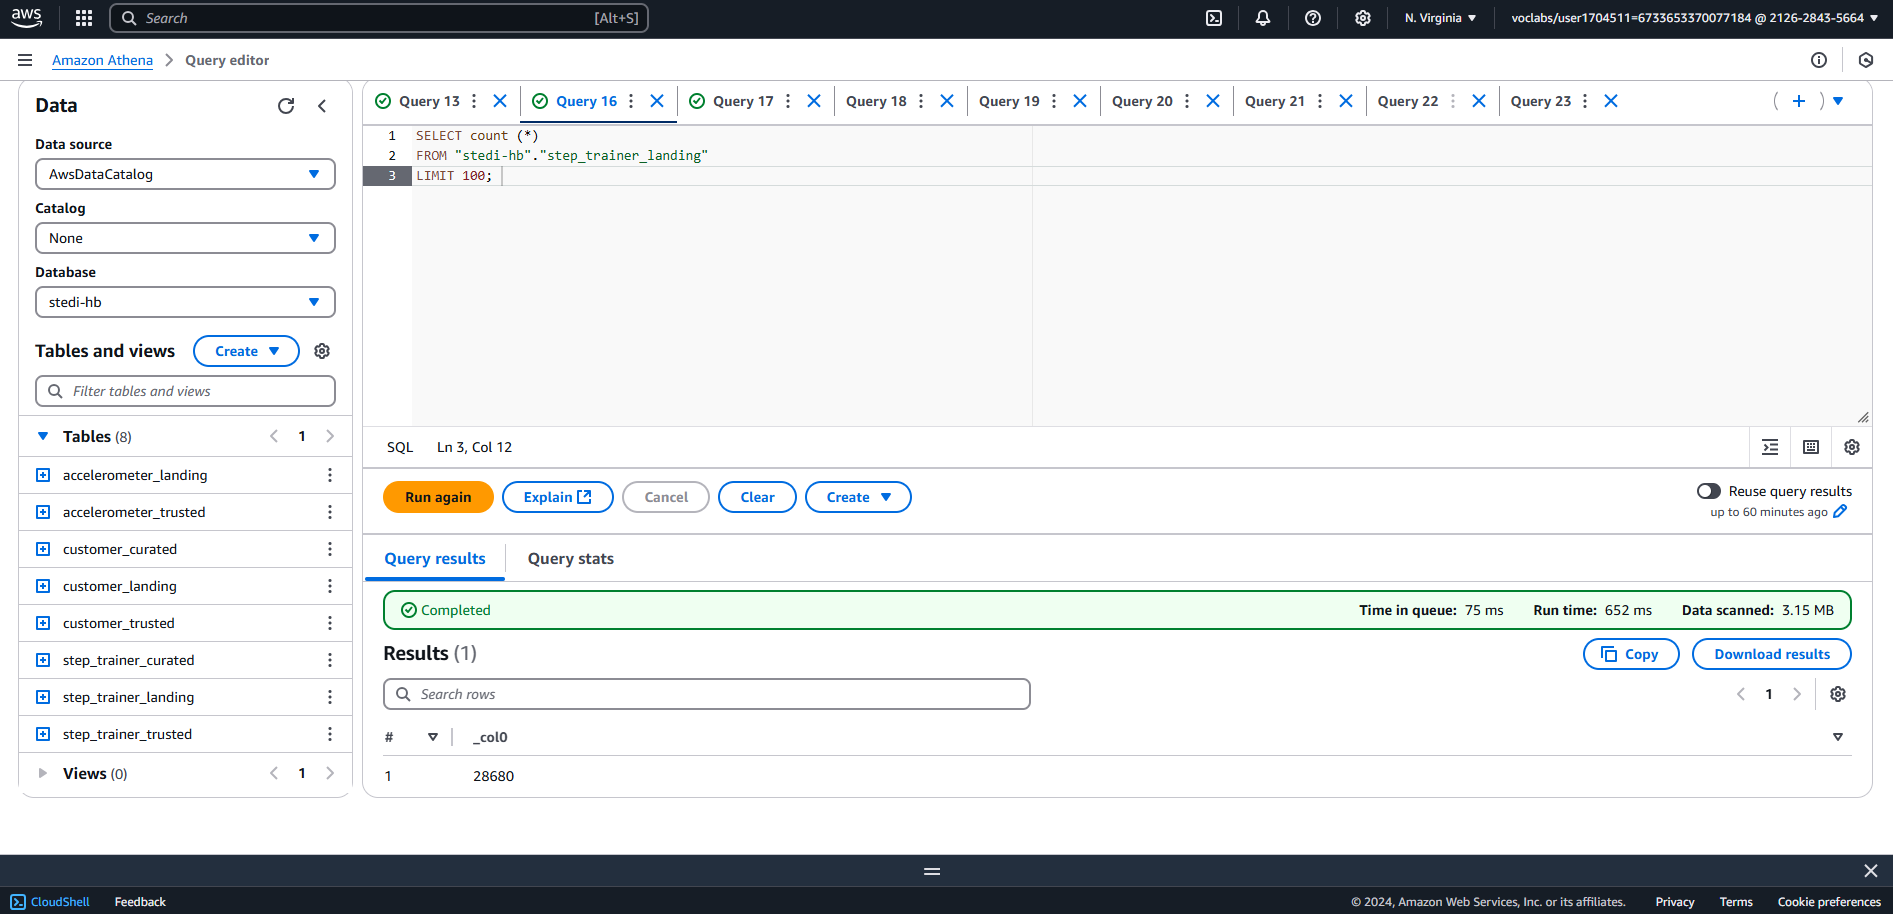 aws
Search
[Alt+S]
N. Virginia
voclabs/user1704511=6733653370077184 @ 2126-2843-5664
Amazon Athena
Query editor
Data
Data source
AwsDataCatalog
Catalog
None
Database
stedi-hb
Tables and views
Create
Filter tables and views
Tables (8)
1
accelerometer_landing
accelerometer_trusted
customer_curated
customer_landing
customer_trusted
step_trainer_curated
step_trainer_landing
step_trainer_trusted
Views (0)
1
Query 13
Query 16
Query 17
Query 18
Query 19
Query 20
Query 21
Query 22
Query 23
1 SELECT count (*)
2 FROM "stedi-hb"."step_trainer_landing"
3 LIMIT 100;
SQL
Ln 3, Col 12
Run again
Explain
Cancel
Clear
Create
Reuse query results
up to 60 minutes ago
Query results
Query stats
Completed
Time in queue: 75 ms
Run time: 652 ms
Data scanned: 3.15 MB
Results (1)
Copy
Download results
Search rows
1
# _col0
1 28680
CloudShell
Feedback
© 2024, Amazon Web Services, Inc. or its affiliates.
Privacy
Terms
Cookie preferences